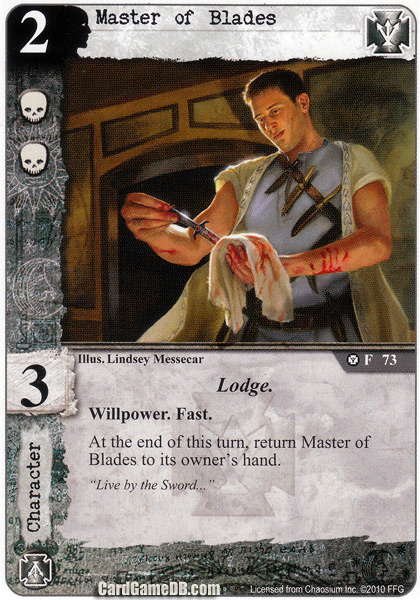 2
Master of Blades
Illus. Lindsey Messecar
F 73
3
Lodge.
Willpower. Fast.
At the end of this turn, return Master of
Blades to its owner's hand.
“Live by the Sword...”
Character
CardGameDB.com
Licensed from Chaosium Inc. ©2010 FFG